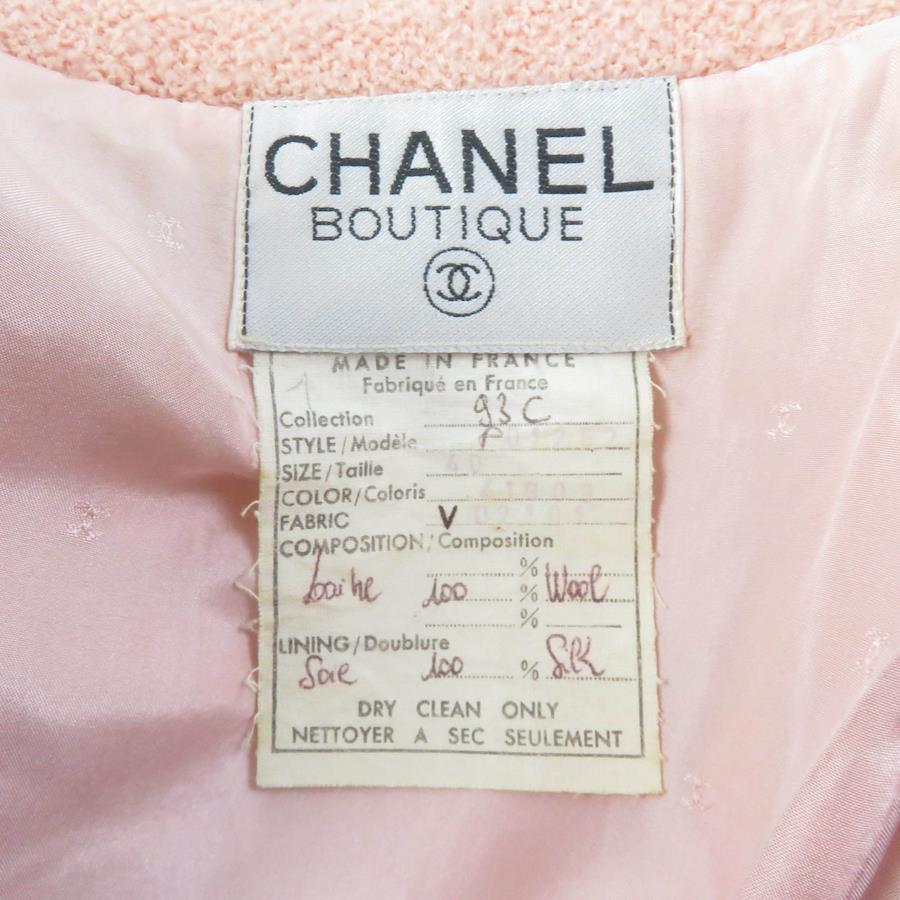 CHANEL
BOUTIQUE
MADE IN FRANCE
Fabriqué en France
Collection 93C
STYLE/Modèle P
SIZE/Taille 40
COLOR/Coloris
FABRIC V
COMPOSITION/Composition
%
Laine 100 % Wool
%
LINING/Doublure
Soie 100 % Silk
DRY CLEAN ONLY
NETTOYER A SEC SEULEMENT